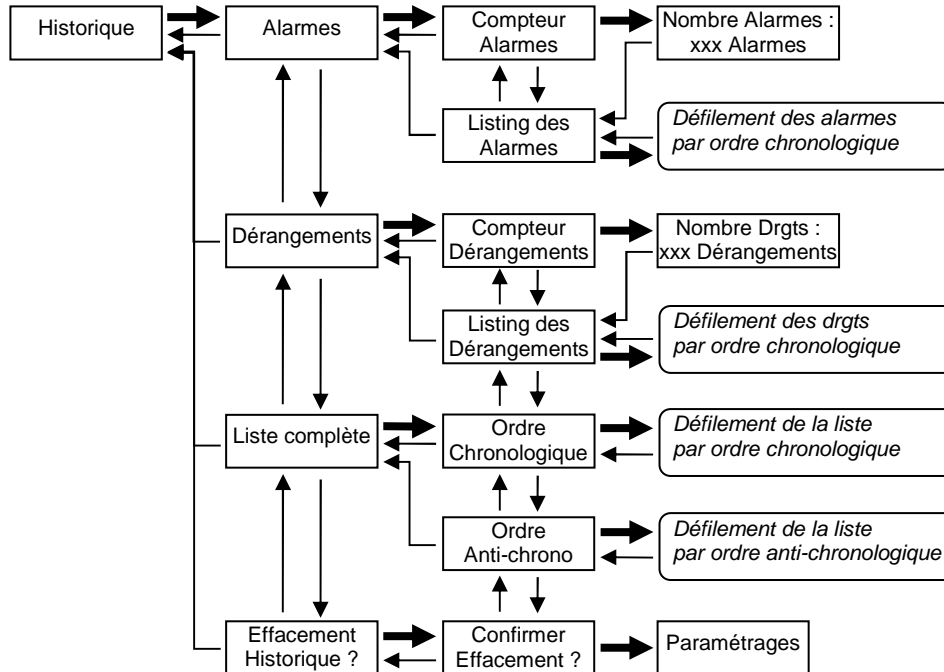 Historique
Alarmes
Compteur
Alarmes
Nombre Alarmes :
xxx Alarmes
Listing des
Alarmes
Défilement des alarmes
par ordre chronologique
Dérangements
Compteur
Dérangements
Nombre Drgts :
xxx Dérangements
Listing des
Dérangements
Défilement des drgts
par ordre chronologique
Liste complète
Ordre
Chronologique
Défilement de la liste
par ordre chronologique
Ordre
Anti-chrono
Défilement de la liste
par ordre anti-chronologique
Effacement
Historique ?
Confirmer
Effacement ?
Paramétrages